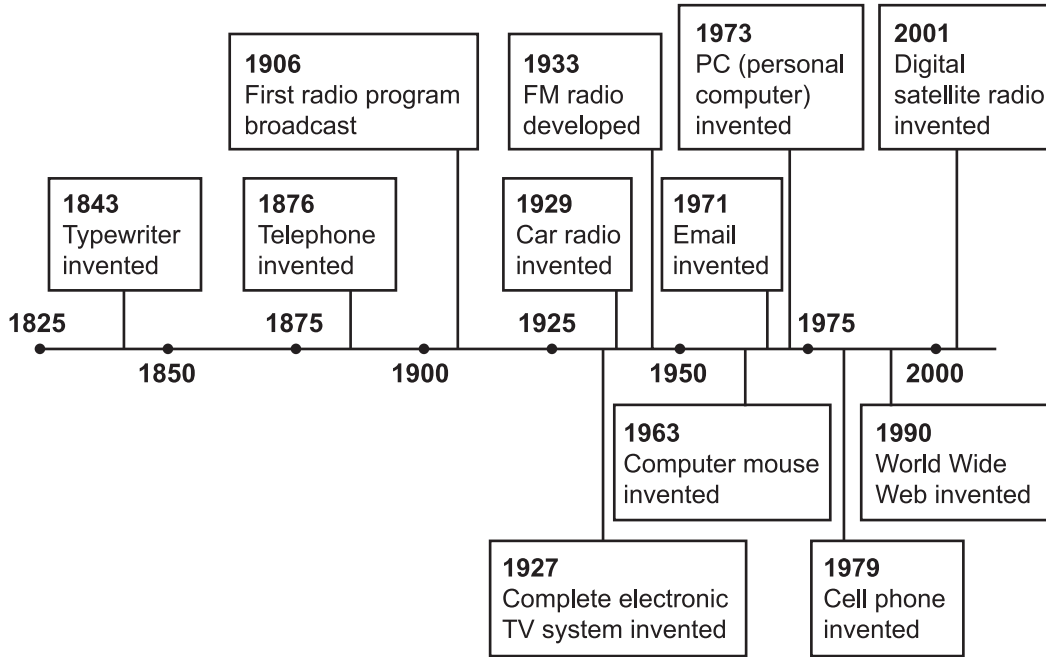 1906
First radio program
broadcast
1933
FM radio
developed
1973
PC (personal
computer)
invented
2001
Digital
satellite radio
invented
1843
Typewriter
invented
1876
Telephone
invented
1929
Car radio
invented
1971
Email
invented
1825
1875
1925
1975
1850
1900
1950
2000
1963
Computer mouse
invented
1990
World Wide
Web invented
1927
Complete electronic
TV system invented
1979
Cell phone
invented